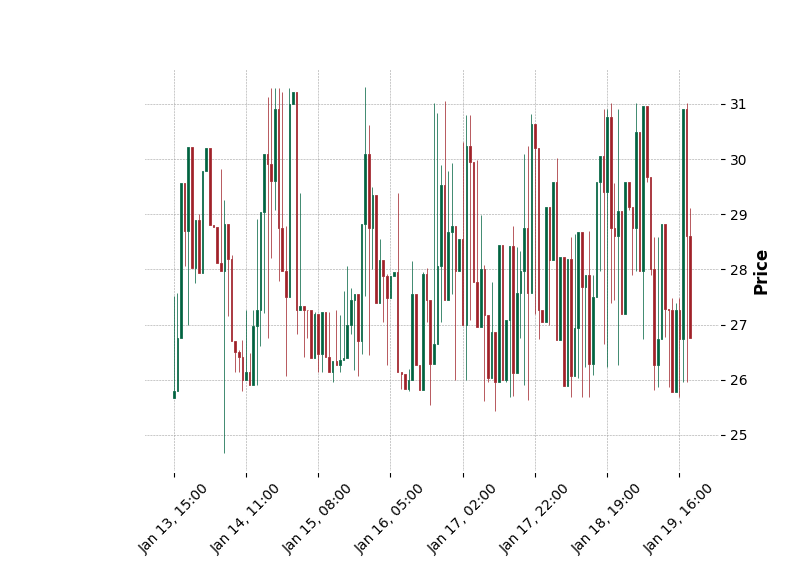 31
30
29
28
27
26
25
Price
Jan 13, 15:00
Jan 14, 11:00
Jan 15, 08:00
Jan 16, 05:00
Jan 17, 02:00
Jan 17, 22:00
Jan 18, 19:00
Jan 19, 16:00